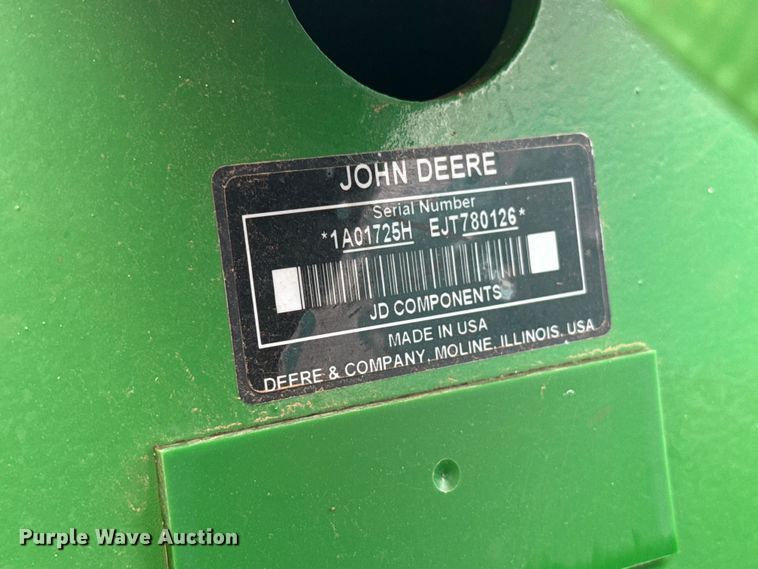 JOHN DEERE
Serial Number
*1A01725H EJT780126*
JD COMPONENTS
MADE IN USA
DEERE & COMPANY, MOLINE, ILLINOIS, USA
Purple Wave Auction